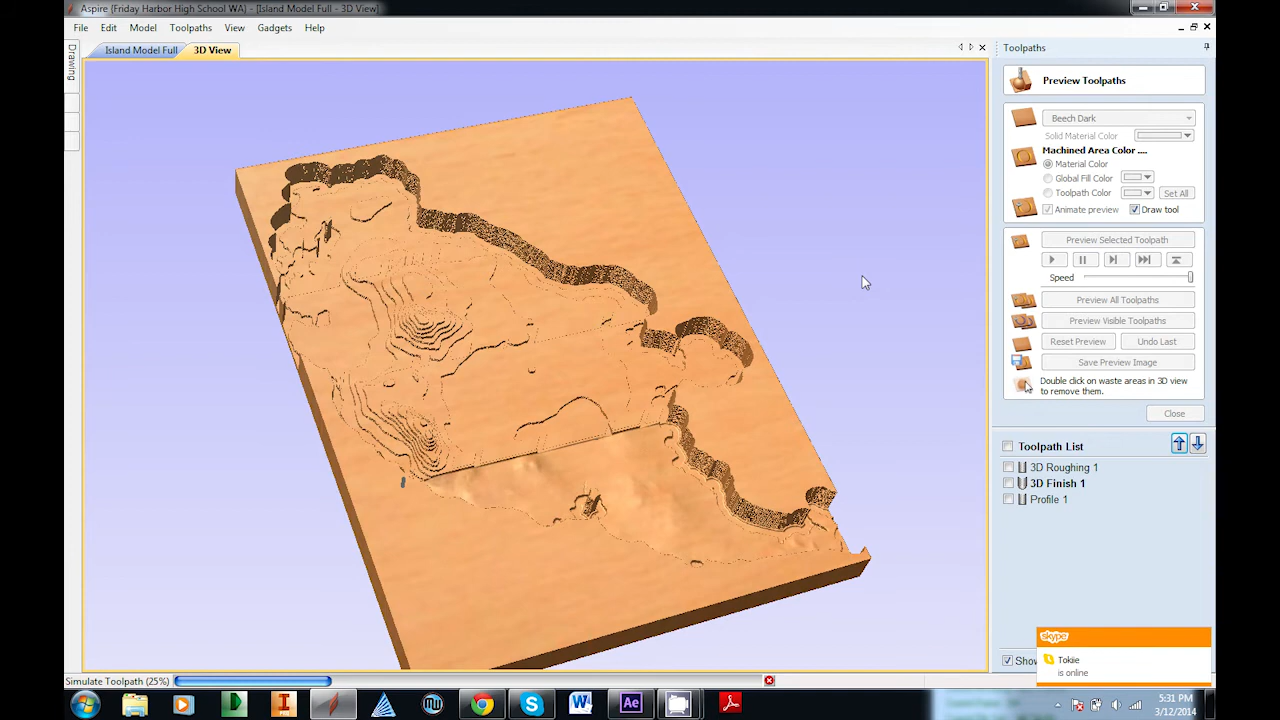 Aspire (Friday Harbor High School WA) - [Island Model Full - 3D View]
File Edit Model Toolpaths View Gadgets Help
Drawing
Island Model Full 3D View
Toolpaths
Preview Toolpaths
Beech Dark
Solid Material Color
Machined Area Color ....
Material Color
Global Fill Color
Toolpath Color Set All
Animate preview Draw tool
Preview Selected Toolpath
Speed
Preview All Toolpaths
Preview Visible Toolpaths
Reset Preview Undo Last
Save Preview Image
Double click on waste areas in 3D view
to remove them.
Close
Toolpath List
3D Roughing 1
3D Finish 1
Profile 1
skype
Tokiie
is online
Simulate Toolpath (25%)
5:31 PM
3/12/2014